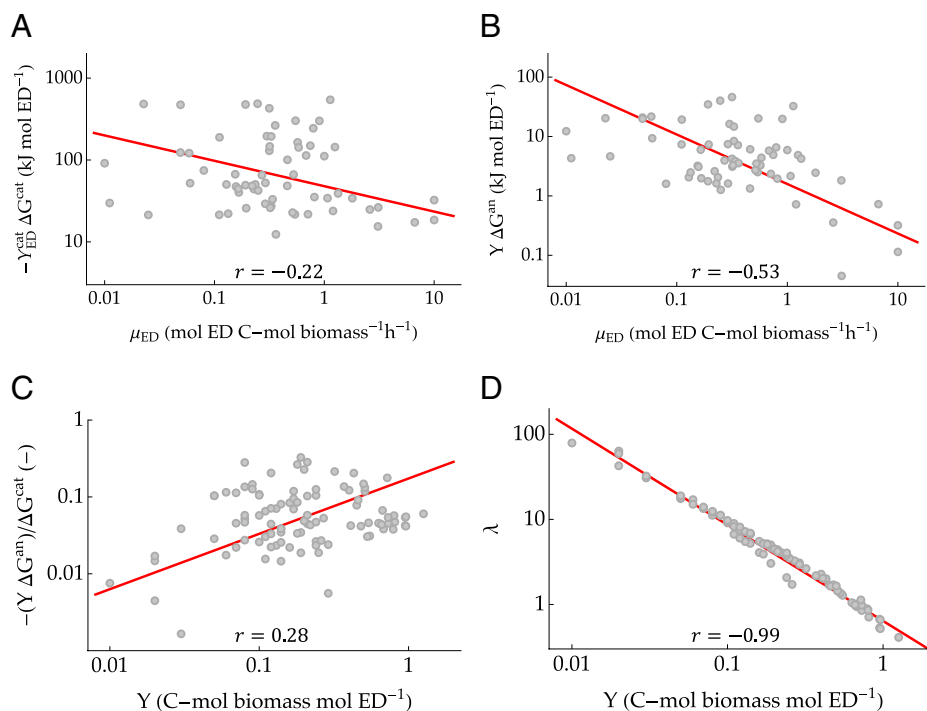 A
1000
100
10
−Y_ED^cat ΔG^cat (kJ mol ED⁻¹)
r = −0.22
0.01 0.1 1 10
μ_ED (mol ED C−mol biomass⁻¹h⁻¹)
B
100
10
1
0.1
Y ΔG^an (kJ mol ED⁻¹)
r = −0.53
0.01 0.1 1 10
μ_ED (mol ED C−mol biomass⁻¹h⁻¹)
C
1
0.1
0.01
−(Y ΔG^an)/ΔG^cat (−)
r = 0.28
0.01 0.1 1
Y (C−mol biomass mol ED⁻¹)
D
100
10
1
λ
r = −0.99
0.01 0.1 1
Y (C−mol biomass mol ED⁻¹)